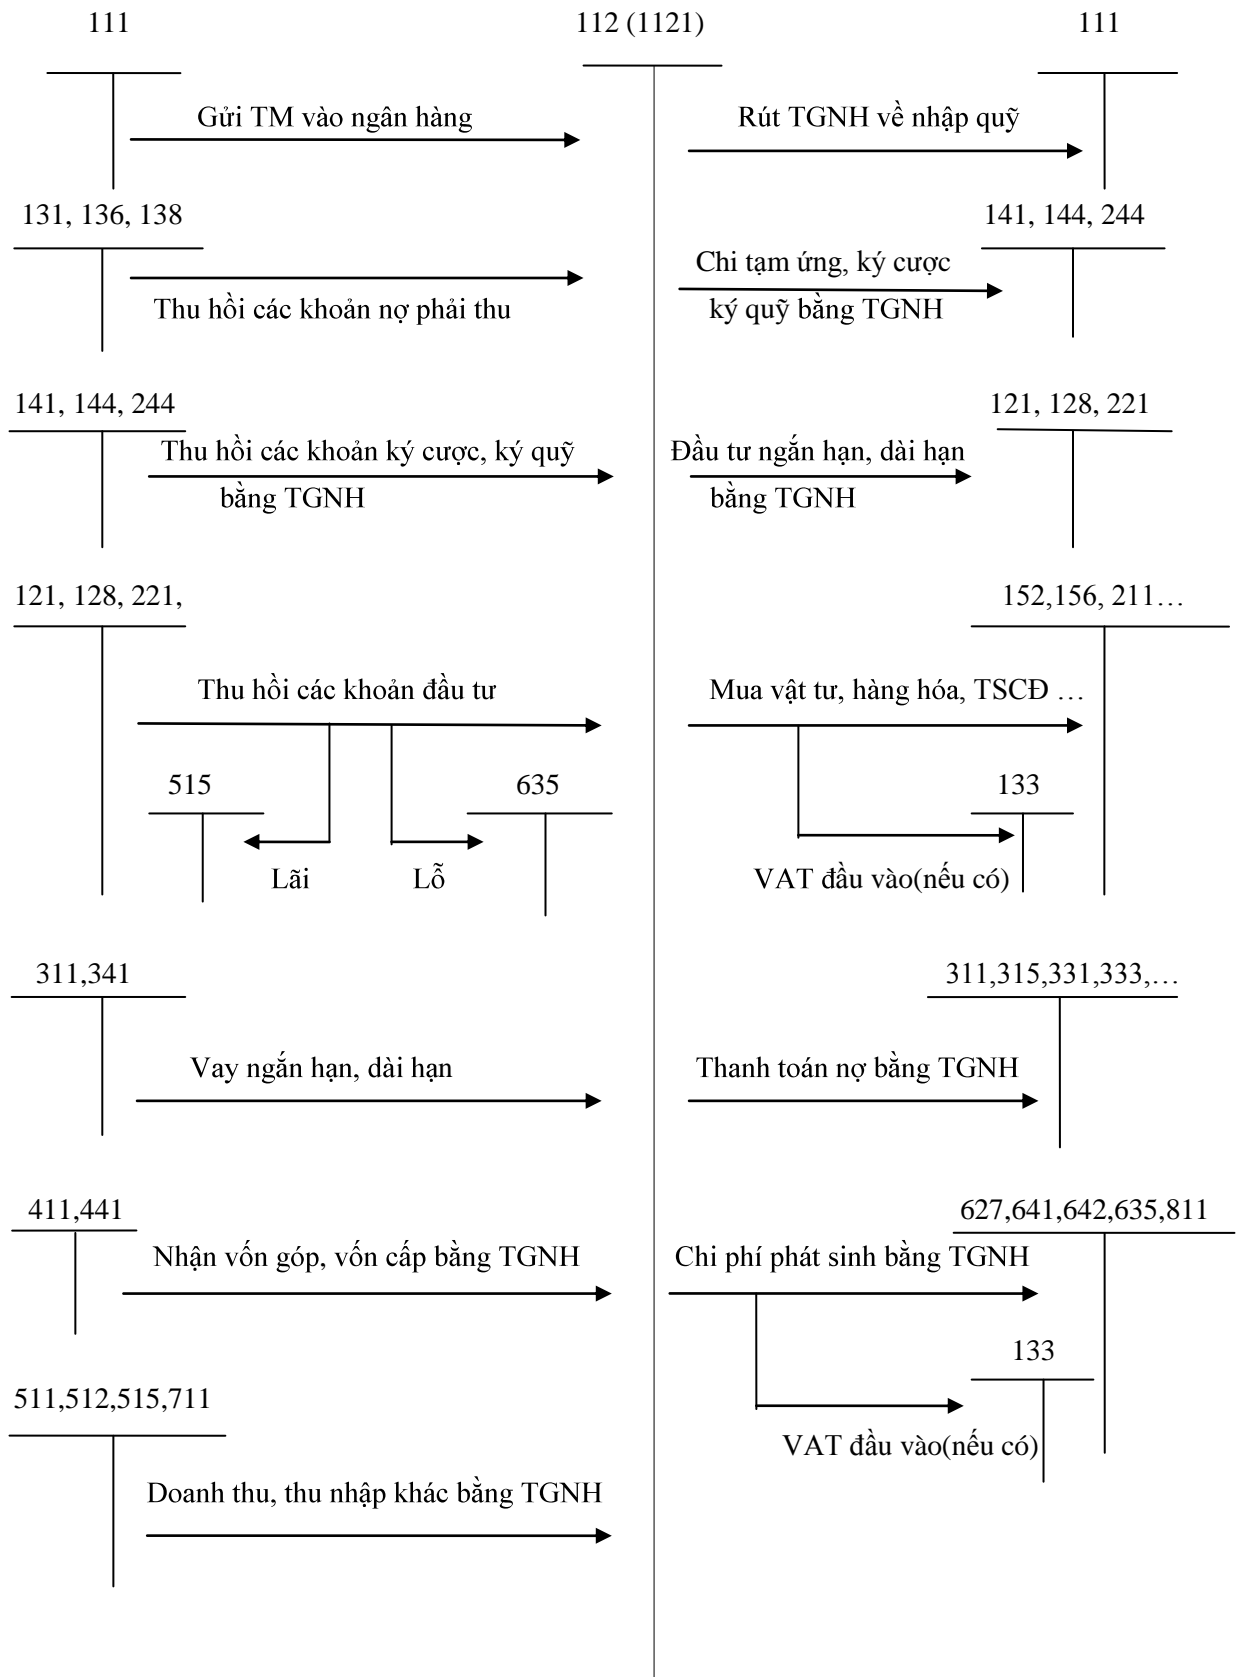 111
112 (1121)
111
Gửi TM vào ngân hàng
Rút TGNH về nhập quỹ
131, 136, 138
141, 144, 244
Thu hồi các khoản nợ phải thu
Chi tạm ứng, ký cược
ký quỹ bằng TGNH
141, 144, 244
121, 128, 221
Thu hồi các khoản ký cược, ký quỹ
bằng TGNH
Đầu tư ngắn hạn, dài hạn
bằng TGNH
121, 128, 221,
152,156, 211…
Thu hồi các khoản đầu tư
Mua vật tư, hàng hóa, TSCĐ …
515
635
133
Lãi
Lỗ
VAT đầu vào(nếu có)
311,341
311,315,331,333,…
Vay ngắn hạn, dài hạn
Thanh toán nợ bằng TGNH
411,441
627,641,642,635,811
Nhận vốn góp, vốn cấp bằng TGNH
Chi phí phát sinh bằng TGNH
133
511,512,515,711
VAT đầu vào(nếu có)
Doanh thu, thu nhập khác bằng TGNH